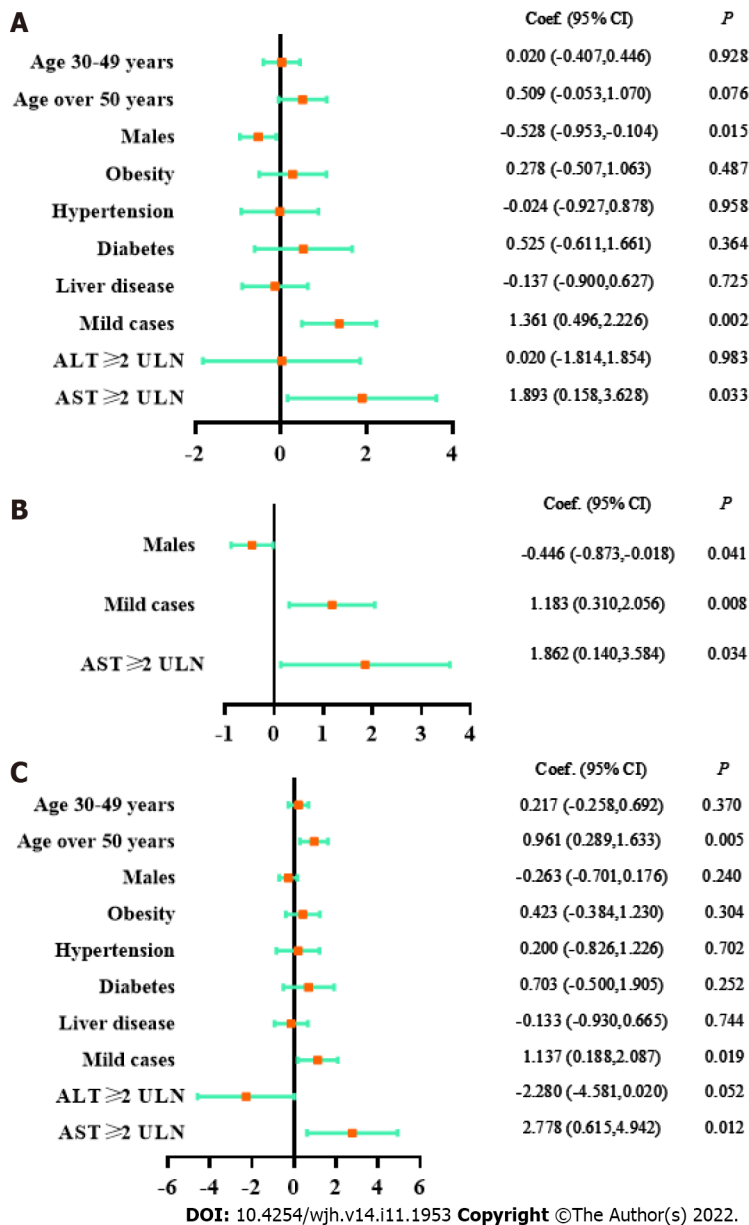 A
Coef. (95% CI) P
Age 30-49 years 0.020 (-0.407,0.446) 0.928
Age over 50 years 0.509 (-0.053,1.070) 0.076
Males -0.528 (-0.953,-0.104) 0.015
Obesity 0.278 (-0.507,1.063) 0.487
Hypertension -0.024 (-0.927,0.878) 0.958
Diabetes 0.525 (-0.611,1.661) 0.364
Liver disease -0.137 (-0.900,0.627) 0.725
Mild cases 1.361 (0.496,2.226) 0.002
ALT ⩾2 ULN 0.020 (-1.814,1.854) 0.983
AST ⩾2 ULN 1.893 (0.158,3.628) 0.033
-2 0 2 4
B
Coef. (95% CI) P
Males -0.446 (-0.873,-0.018) 0.041
Mild cases 1.183 (0.310,2.056) 0.008
AST⩾2 ULN 1.862 (0.140,3.584) 0.034
-1 0 1 2 3 4
C
Coef. (95% CI) P
Age 30-49 years 0.217 (-0.258,0.692) 0.370
Age over 50 years 0.961 (0.289,1.633) 0.005
Males -0.263 (-0.701,0.176) 0.240
Obesity 0.423 (-0.384,1.230) 0.304
Hypertension 0.200 (-0.826,1.226) 0.702
Diabetes 0.703 (-0.500,1.905) 0.252
Liver disease -0.133 (-0.930,0.665) 0.744
Mild cases 1.137 (0.188,2.087) 0.019
ALT ⩾2 ULN -2.280 (-4.581,0.020) 0.052
AST ⩾2 ULN 2.778 (0.615,4.942) 0.012
-6 -4 -2 0 2 4 6
DOI: 10.4254/wjh.v14.i11.1953 Copyright ©The Author(s) 2022.